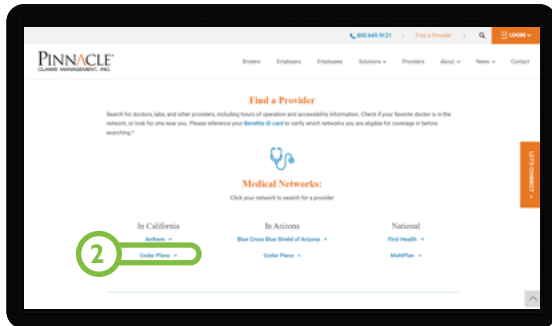 800.649.9121 | Find a Provider | LOGIN
PINNACLE
CLAIMS MANAGEMENT, INC.
Brokers Employers Employees Solutions Providers About News Contact
Find a Provider
Search for doctors, labs, and other providers, including hours of operation and accessibility information. Check if your favorite doctor is in the
network, or look for one near you. Please reference your Benefits ID card to verify which networks you are eligible for coverage in before
searching.*
LET'S CONNECT
Medical Networks:
Click your network to search for a provider
In California In Arizona National
Anthem → Blue Cross Blue Shield of Arizona → First Health →
2 Cedar Plans → Cedar Plans → MultiPlan →